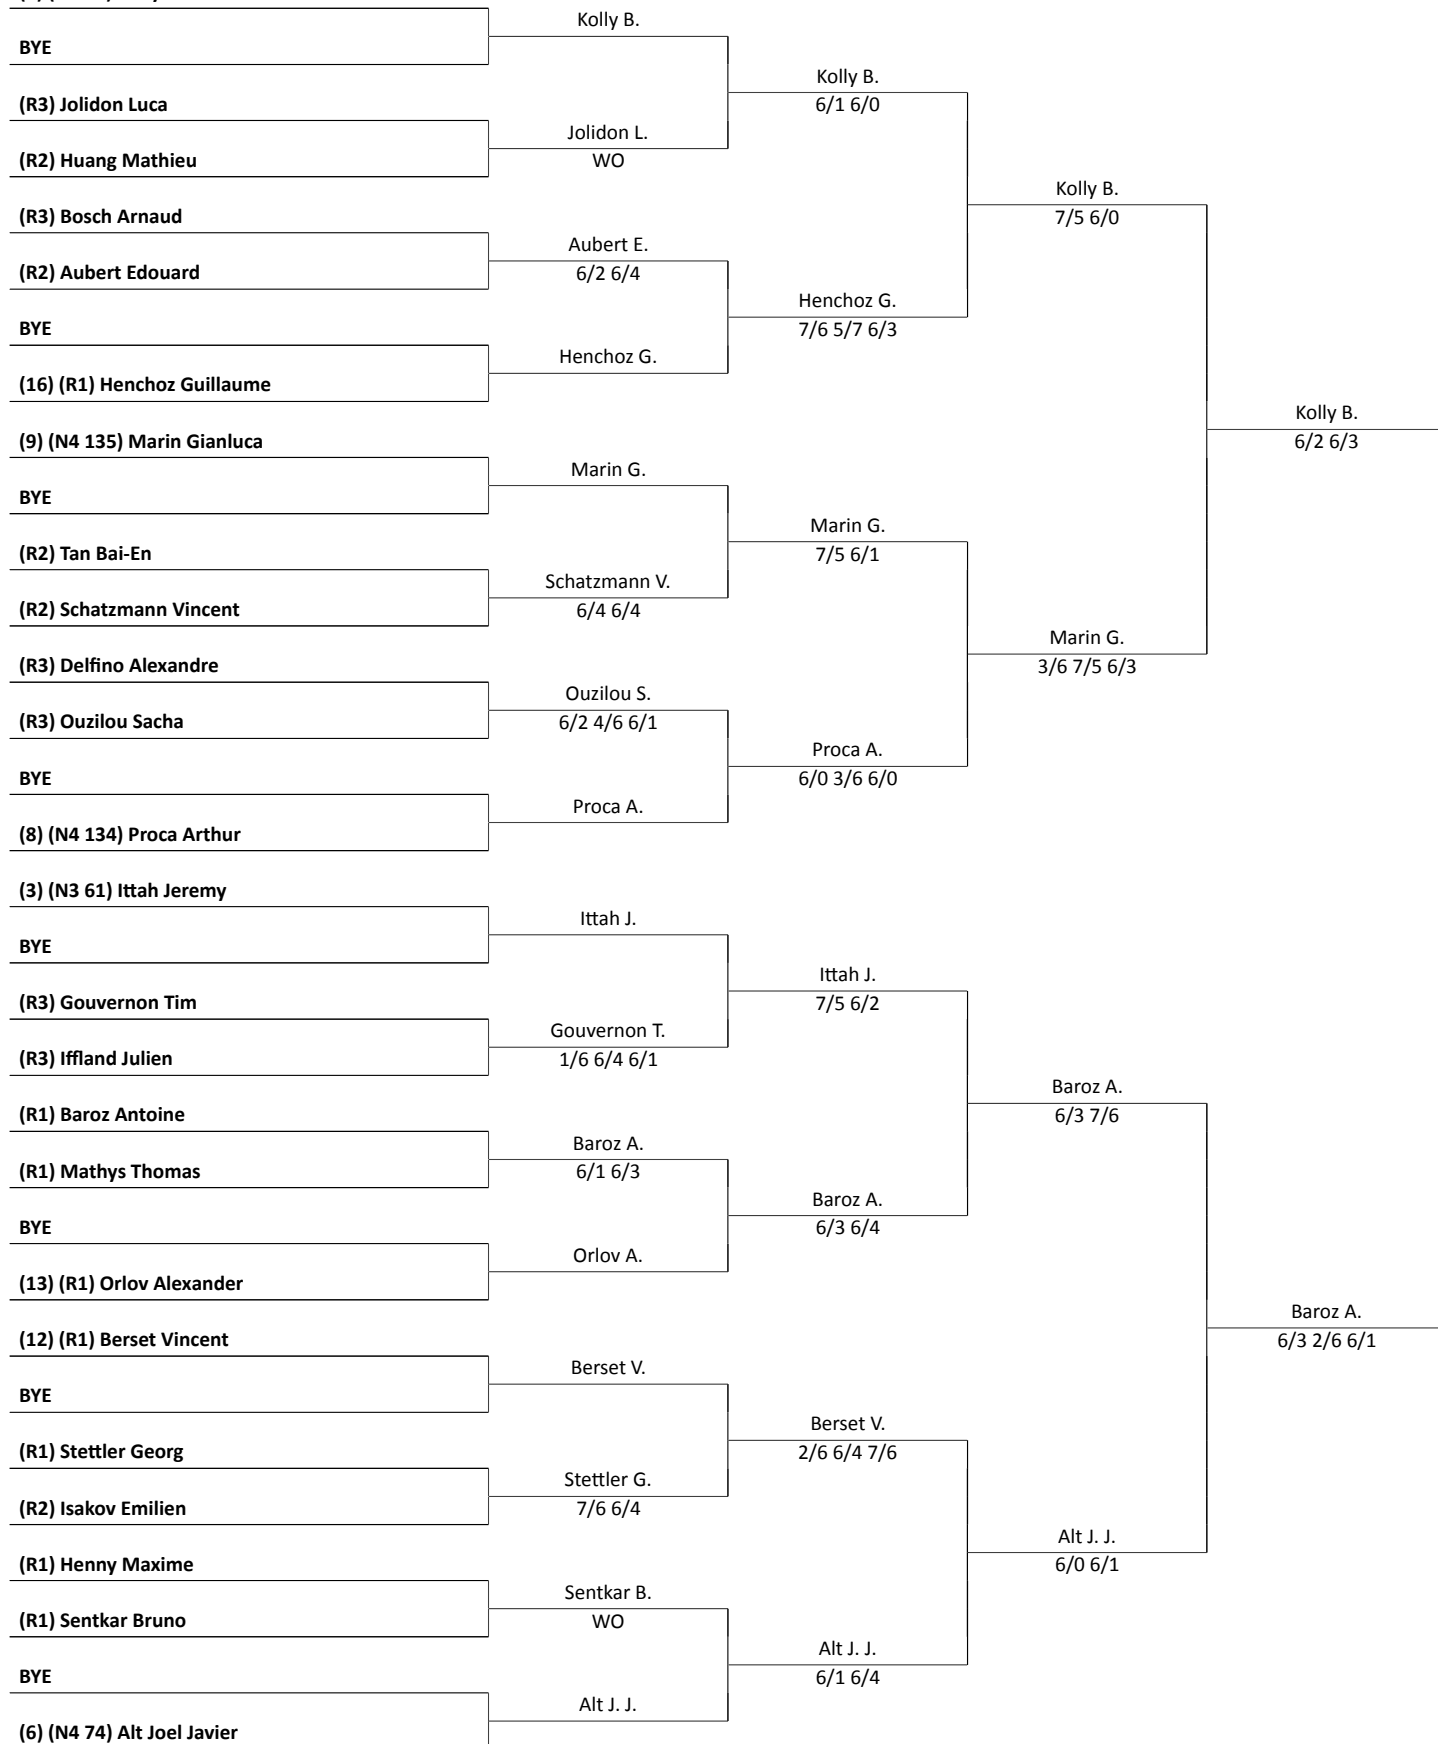 BYE
(R3) Jolidon Luca
(R2) Huang Mathieu
(R3) Bosch Arnaud
(R2) Aubert Edouard
BYE
(16) (R1) Henchoz Guillaume
(9) (N4 135) Marin Gianluca
BYE
(R2) Tan Bai-En
(R2) Schatzmann Vincent
(R3) Delfino Alexandre
(R3) Ouzilou Sacha
BYE
(8) (N4 134) Proca Arthur
(3) (N3 61) Ittah Jeremy
BYE
(R3) Gouvernon Tim
(R3) Iffland Julien
(R1) Baroz Antoine
(R1) Mathys Thomas
BYE
(13) (R1) Orlov Alexander
(12) (R1) Berset Vincent
BYE
(R1) Stettler Georg
(R2) Isakov Emilien
(R1) Henny Maxime
(R1) Sentkar Bruno
BYE
(6) (N4 74) Alt Joel Javier
Kolly B.
Jolidon L.
WO
Aubert E.
6/2 6/4
Henchoz G.
Marin G.
Schatzmann V.
6/4 6/4
Ouzilou S.
6/2 4/6 6/1
Proca A.
Ittah J.
Gouvernon T.
1/6 6/4 6/1
Baroz A.
6/1 6/3
Orlov A.
Berset V.
Stettler G.
7/6 6/4
Sentkar B.
WO
Alt J. J.
Kolly B.
6/1 6/0
Henchoz G.
7/6 5/7 6/3
Marin G.
7/5 6/1
Proca A.
6/0 3/6 6/0
Ittah J.
7/5 6/2
Baroz A.
6/3 6/4
Berset V.
2/6 6/4 7/6
Alt J. J.
6/1 6/4
Kolly B.
7/5 6/0
Marin G.
3/6 7/5 6/3
Baroz A.
6/3 7/6
Alt J. J.
6/0 6/1
Kolly B.
6/2 6/3
Baroz A.
6/3 2/6 6/1